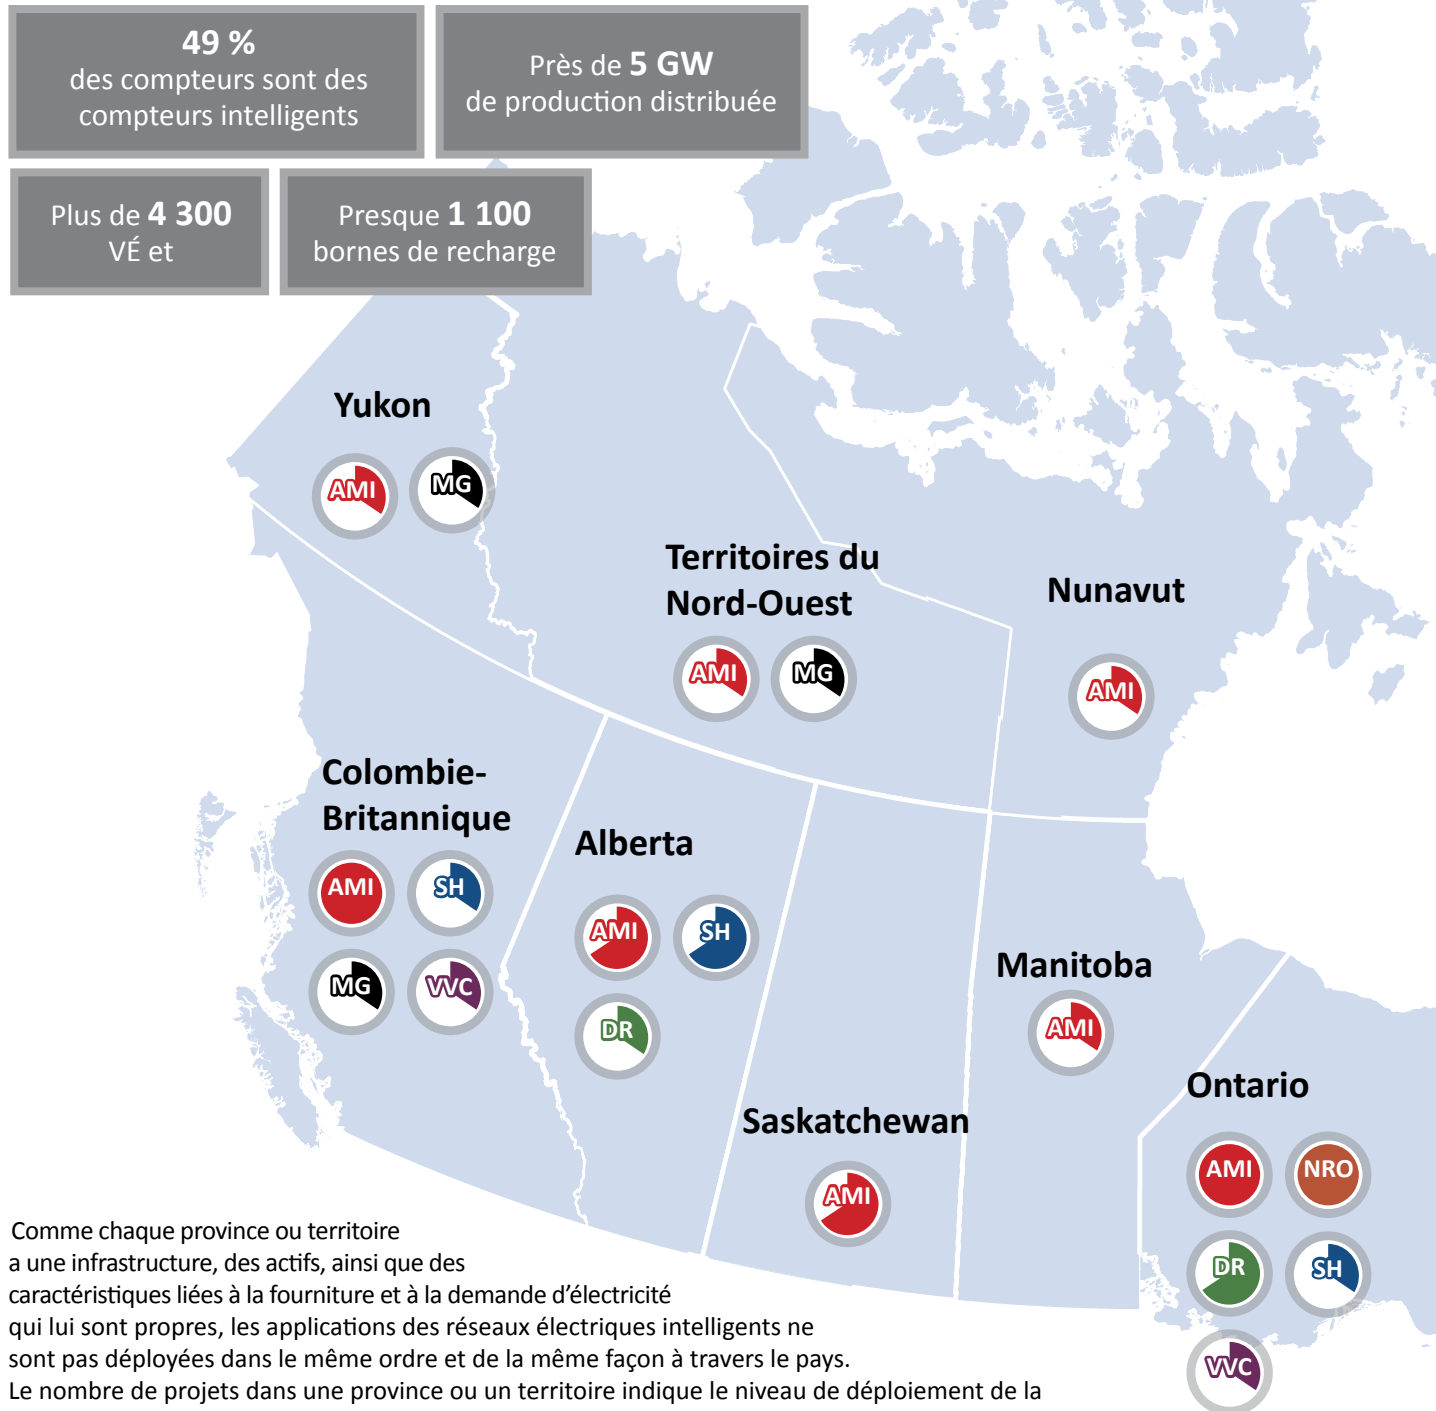 49 %
des compteurs sont des
compteurs intelligents
Près de 5 GW
de production distribuée
Plus de 4 300
VÉ et
Presque 1 100
bornes de recharge
Yukon
AMI
MG
Territoires du
Nord-Ouest
AMI
MG
Nunavut
AMI
Colombie-
Britannique
AMI
SH
MG
VVC
Alberta
AMI
SH
DR
Saskatchewan
AMI
Manitoba
AMI
Ontario
AMI
NRO
DR
SH
VVC
Comme chaque province ou territoire
a une infrastructure, des actifs, ainsi que des
caractéristiques liées à la fourniture et à la demande d’électricité
qui lui sont propres, les applications des réseaux électriques intelligents ne
sont pas déployées dans le même ordre et de la même façon à travers le pays.
Le nombre de projets dans une province ou un territoire indique le niveau de déploiement de la